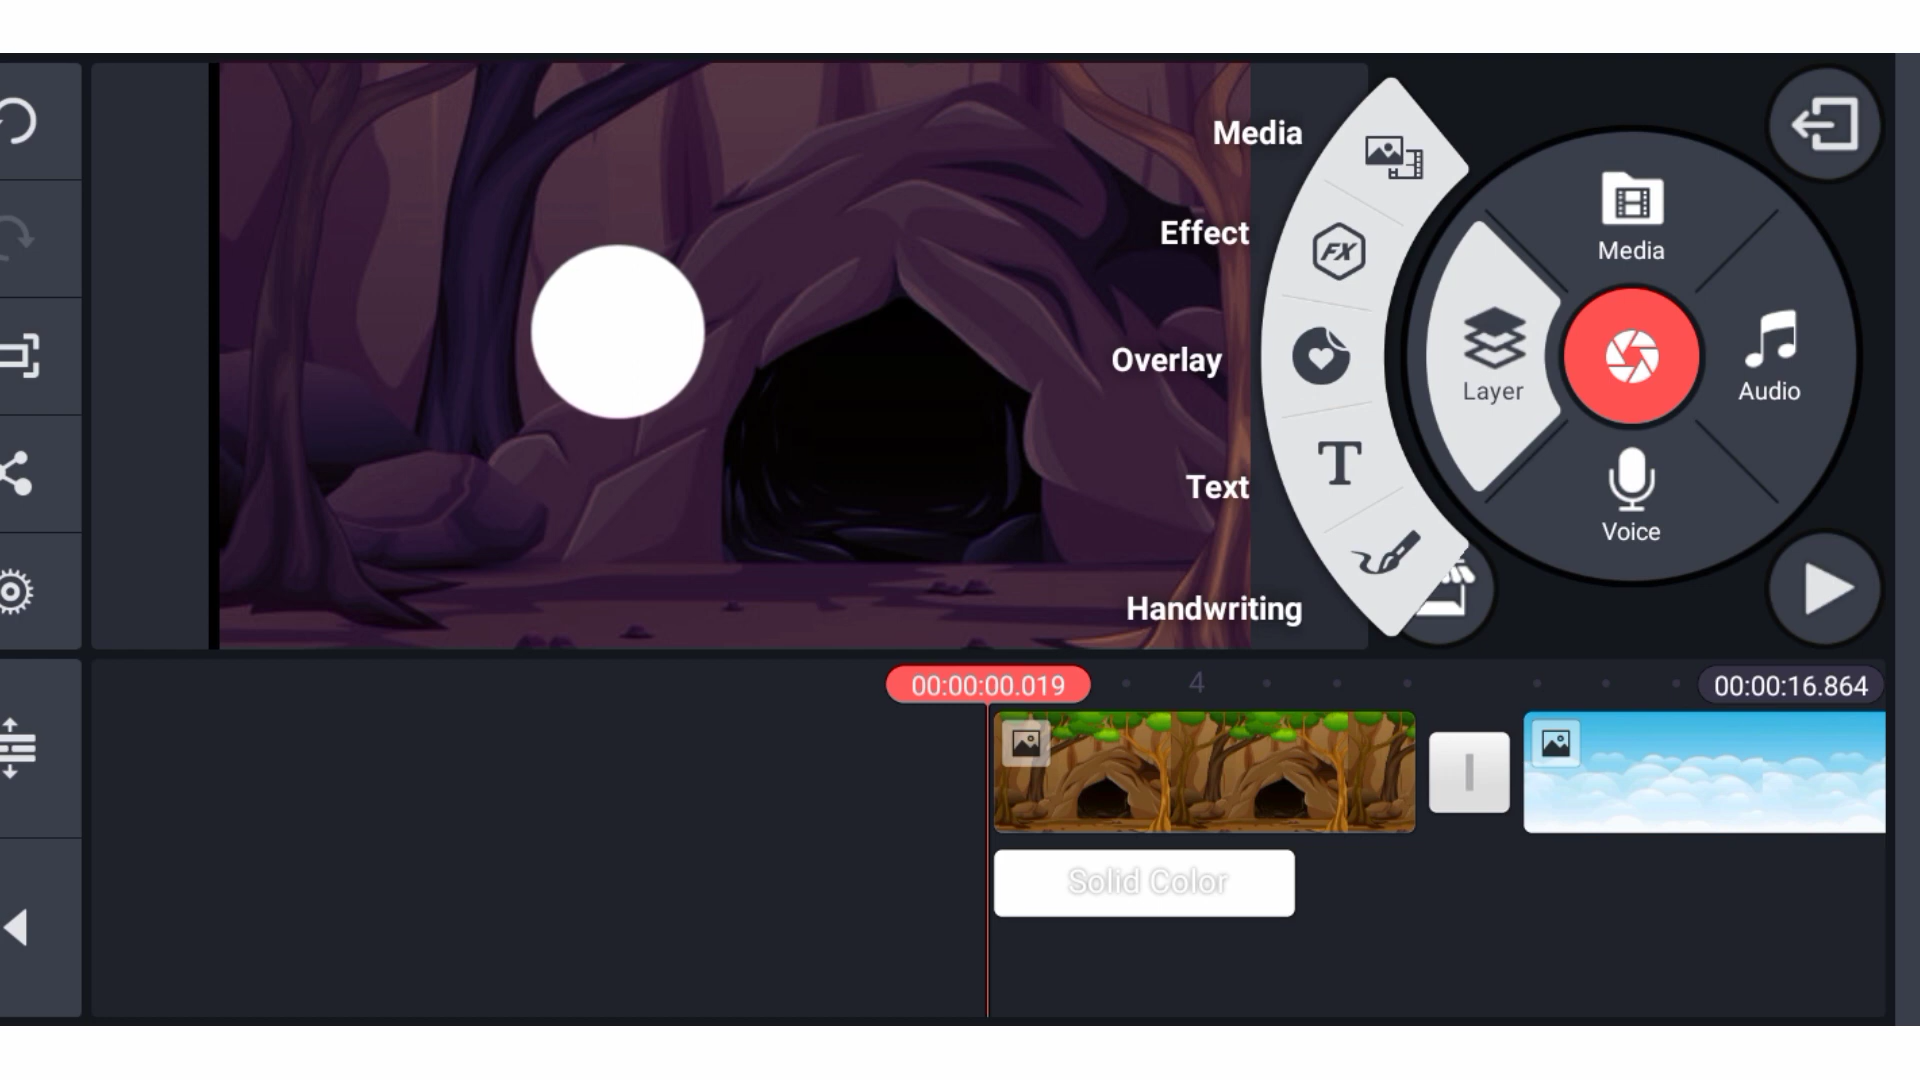 Media
Effect
Overlay
Text
Handwriting
FX
T
Media
Layer
Audio
Voice
00:00:00.019
4
00:00:16.864
Solid Color